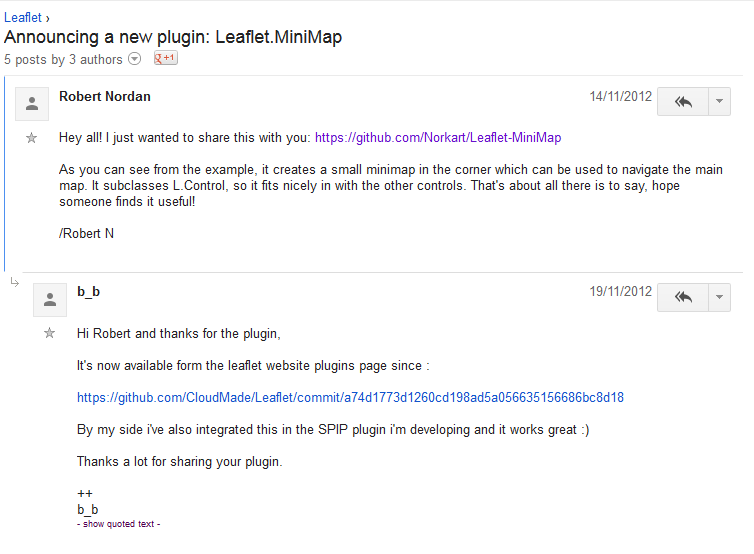 Leaflet ›
Announcing a new plugin: Leaflet.MiniMap
5 posts by 3 authors
g +1
Robert Nordan
14/11/2012
Hey all! I just wanted to share this with you: https://github.com/Norkart/Leaflet-MiniMap
As you can see from the example, it creates a small minimap in the corner which can be used to navigate the main
map. It subclasses L.Control, so it fits nicely in with the other controls. That's about all there is to say, hope
someone finds it useful!
/Robert N
b_b
19/11/2012
Hi Robert and thanks for the plugin,
It's now available form the leaflet website plugins page since :
https://github.com/CloudMade/Leaflet/commit/a74d1773d1260cd198ad5a056635156686bc8d18
By my side i've also integrated this in the SPIP plugin i'm developing and it works great :)
Thanks a lot for sharing your plugin.
++
b_b
- show quoted text -